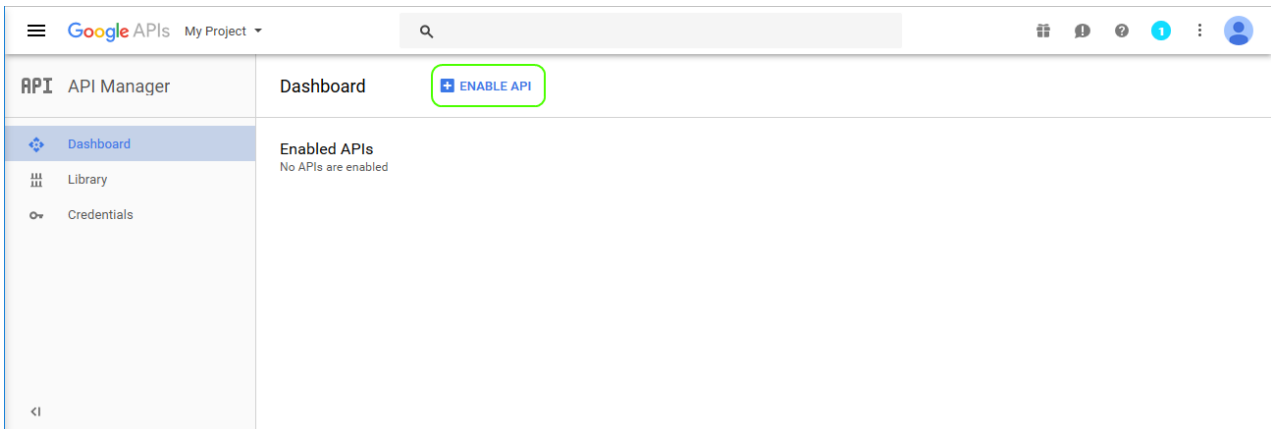 Google APIs My Project
1
API API Manager
Dashboard
ENABLE API
Dashboard
Library
Credentials
Enabled APIs
No APIs are enabled